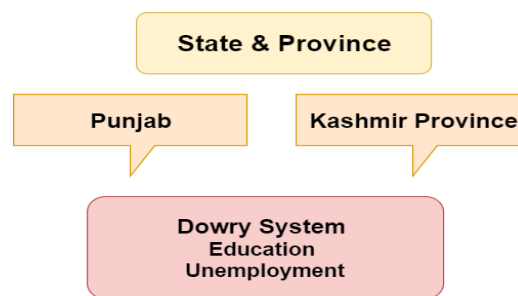 State & Province
Punjab
Kashmir Province
Dowry System
Education
Unemployment